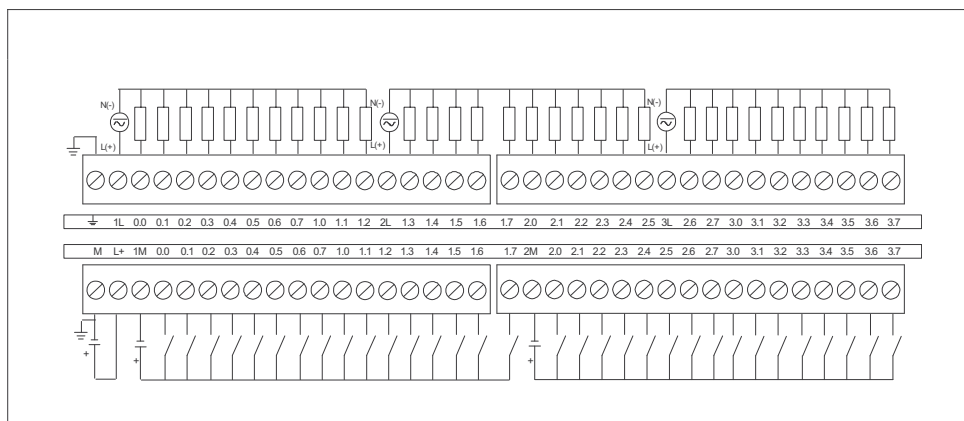 N(-) N(-) N(-)
L(+) L(+) L(+)
1L 0.0 0.1 0.2 0.3 0.4 0.5 0.6 0.7 1.0 1.1 1.2 2L 1.3 1.4 1.5 1.6 1.7 2.0 2.1 2.2 2.3 2.4 2.5 3L 2.6 2.7 3.0 3.1 3.2 3.3 3.4 3.5 3.6 3.7
M L+ 1M 0.0 0.1 0.2 0.3 0.4 0.5 0.6 0.7 1.0 1.1 1.2 1.3 1.4 1.5 1.6 1.7 2M 2.0 2.1 2.2 2.3 2.4 2.5 2.6 2.7 3.0 3.1 3.2 3.3 3.4 3.5 3.6 3.7
+ + +